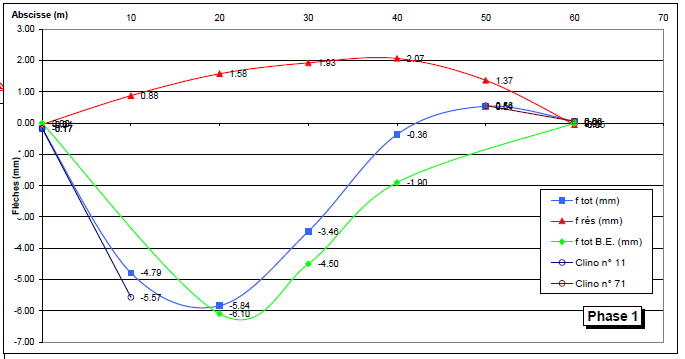 Abscisse (m)
10 20 30 40 50 60 70
3.00
2.00
1.00
0.00
-1.00
-2.00
-3.00
-4.00
-5.00
-6.00
-7.00
Flèches (mm)
0.88
1.58
1.93
2.07
1.37
-0.17
-0.36
-4.79
-3.46
-5.84
-1.90
-4.50
-6.10
-5.57
f tot (mm)
f rés (mm)
f tot B.E. (mm)
Clino n° 11
Clino n° 71
Phase 1